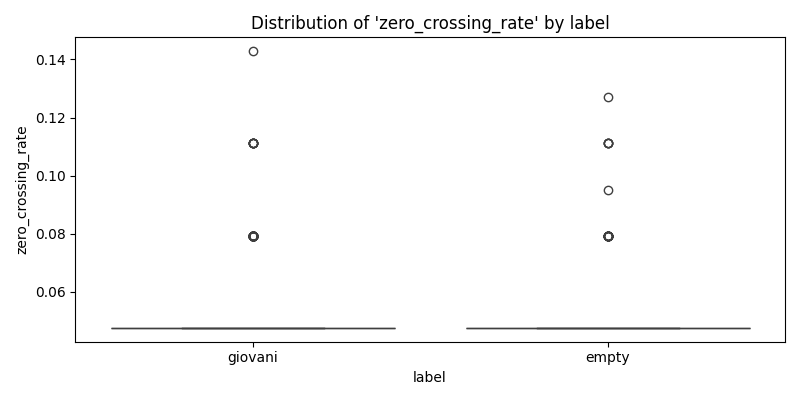 Distribution of 'zero_crossing_rate' by label
zero_crossing_rate
0.14
0.12
0.10
0.08
0.06
giovani
empty
label